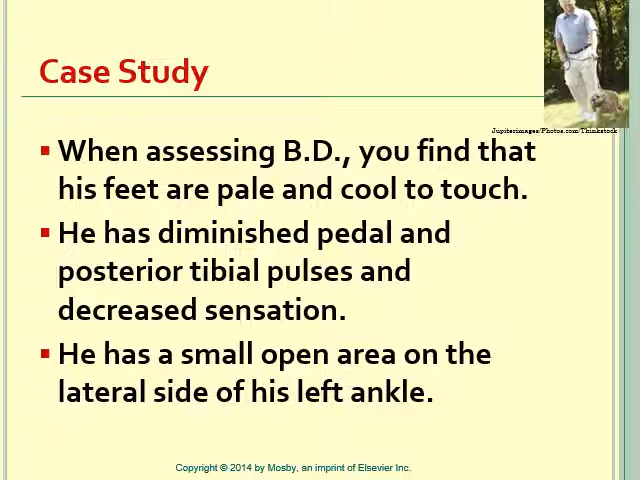 Case Study
Jupiterimages/Photos.com/Thinkstock
▪ When assessing B.D., you find that
his feet are pale and cool to touch.
▪ He has diminished pedal and
posterior tibial pulses and
decreased sensation.
▪ He has a small open area on the
lateral side of his left ankle.
Copyright © 2014 by Mosby, an imprint of Elsevier Inc.